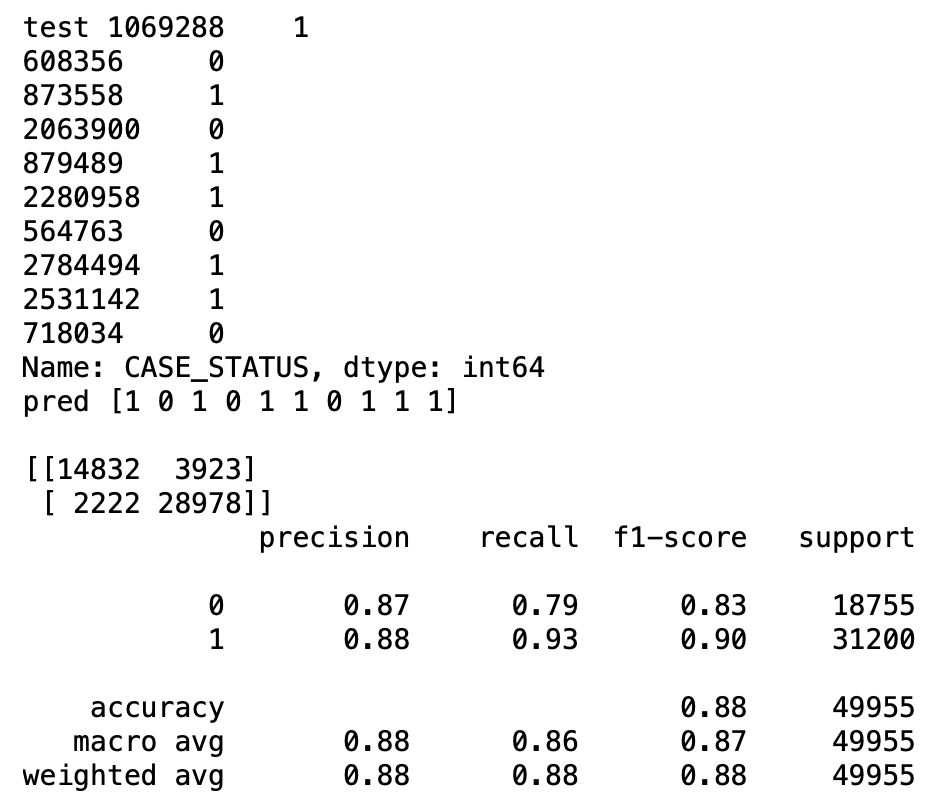 test 1069288    1
608356     0
873558     1
2063900    0
879489     1
2280958    1
564763     0
2784494    1
2531142    1
718034     0
Name: CASE_STATUS, dtype: int64
pred [1 0 1 0 1 1 0 1 1 1]
[[14832  3923]
 [ 2222 28978]]
              precision    recall  f1-score   support
           0       0.87      0.79      0.83     18755
           1       0.88      0.93      0.90     31200
    accuracy                           0.88     49955
   macro avg       0.88      0.86      0.87     49955
weighted avg       0.88      0.88      0.88     49955